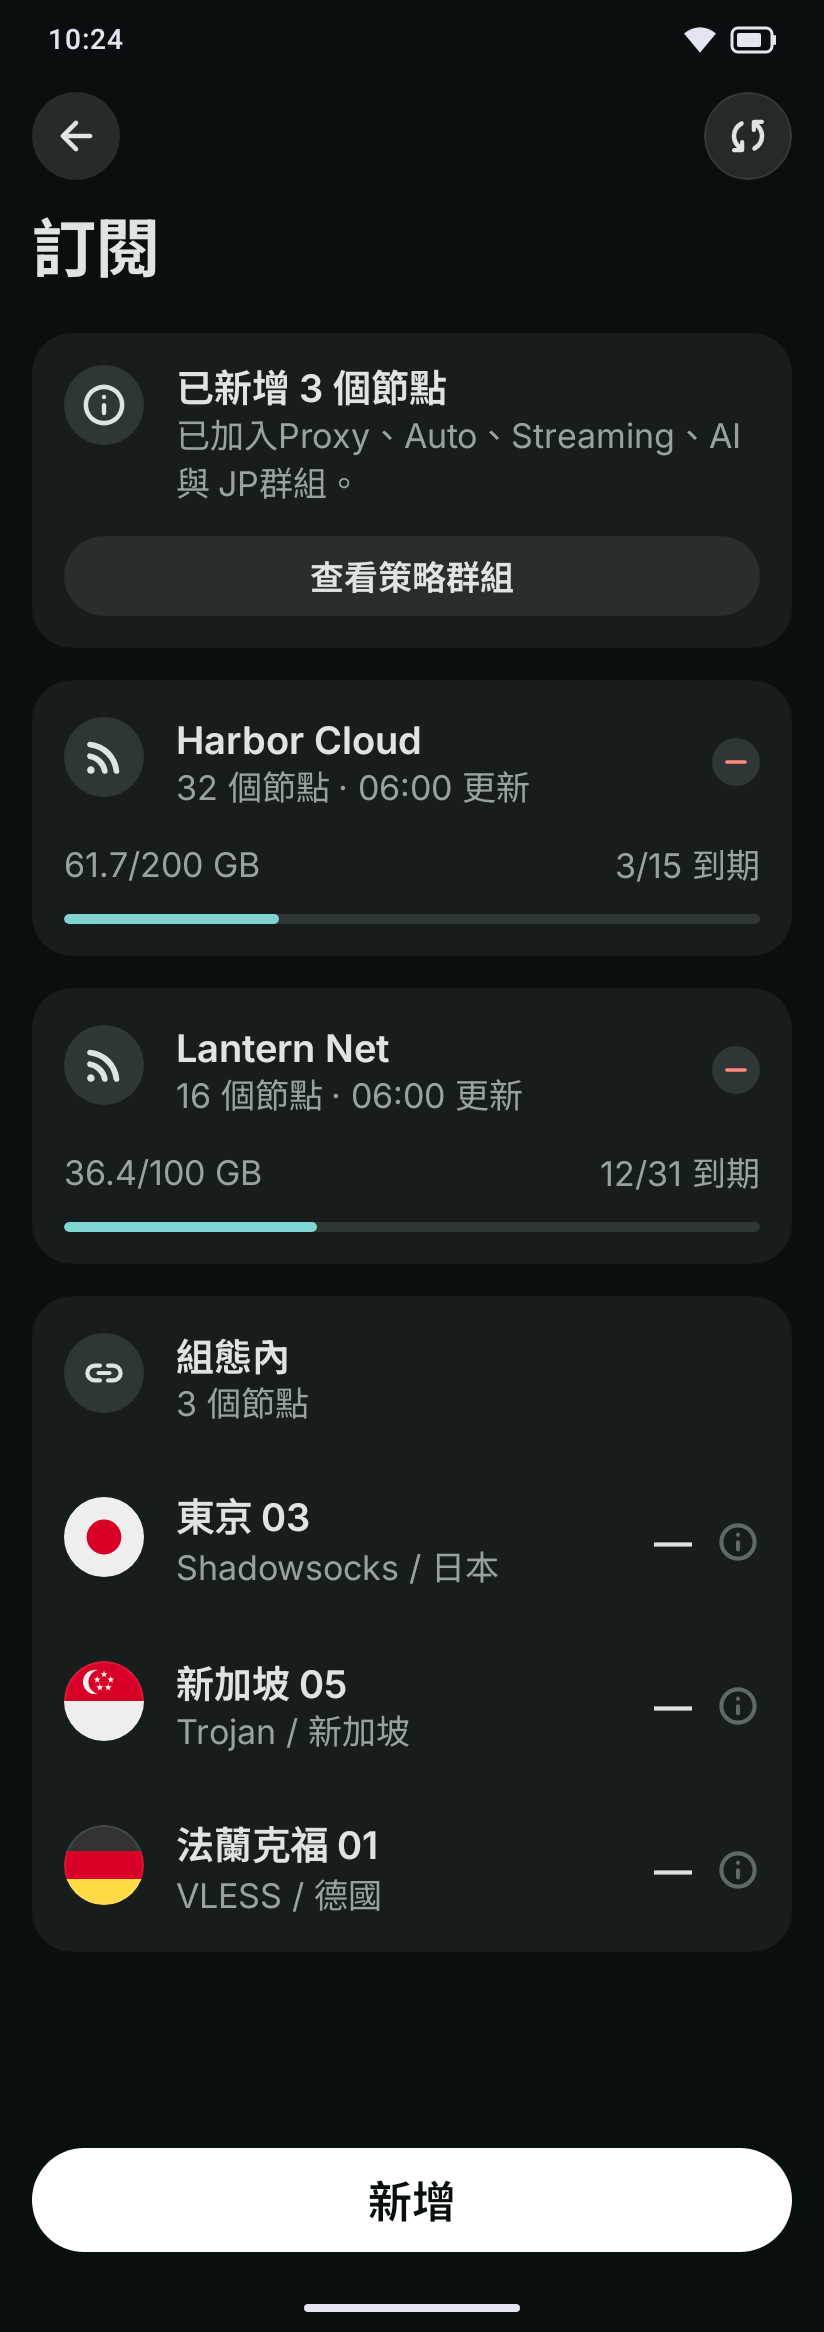 10:24
訂閱
已新增 3 個節點
已加入Proxy、Auto、Streaming、AI
與 JP群組。
查看策略群組
Harbor Cloud
32 個節點 · 06:00 更新
61.7/200 GB
3/15 到期
Lantern Net
16 個節點 · 06:00 更新
36.4/100 GB
12/31 到期
組態內
3 個節點
東京 03
Shadowsocks / 日本
—
新加坡 05
Trojan / 新加坡
—
法蘭克福 01
VLESS / 德國
—
新增